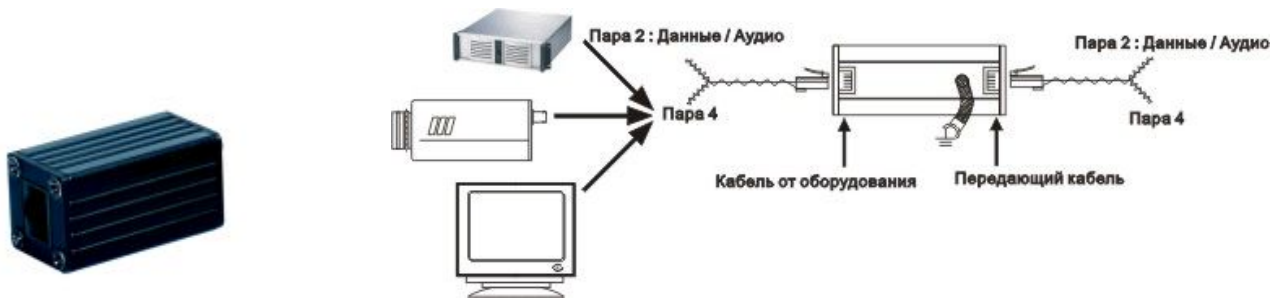 Пара 2 : Данные / Аудио
Пара 2 : Данные / Аудио
Пара 4
Пара 4
Кабель от оборудования
Передающий кабель